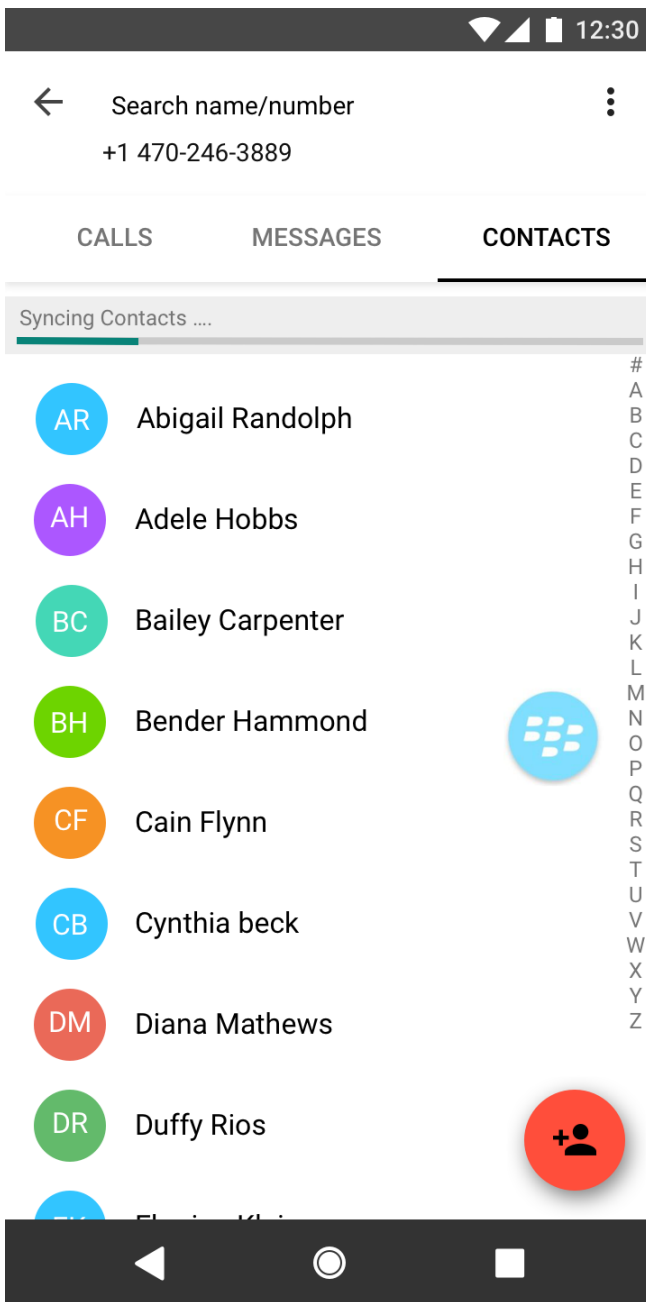 12:30
Search name/number
+1 470-246-3889
CALLS MESSAGES CONTACTS
Syncing Contacts ....
#
A
AR Abigail Randolph
B
C
D
E
AH Adele Hobbs
F
G
H
I
BC Bailey Carpenter
J
K
L
M
BH Bender Hammond
N
O
P
Q
CF Cain Flynn
R
S
T
U
CB Cynthia beck
V
W
X
Y
DM Diana Mathews
Z
DR Duffy Rios